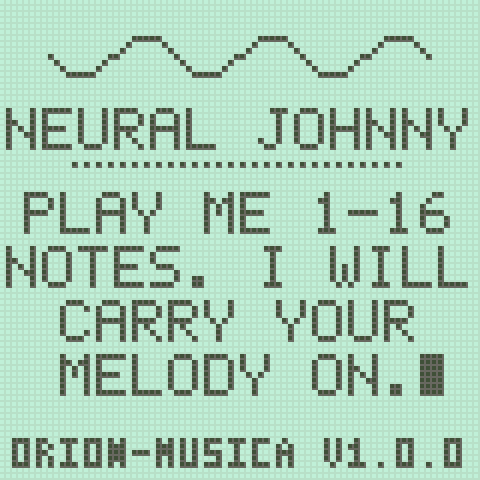 NEURAL JOHNNY
PLAY ME 1-16
NOTES. I WILL
CARRY YOUR
MELODY ON.
ORION-MUSICA V1.0.0